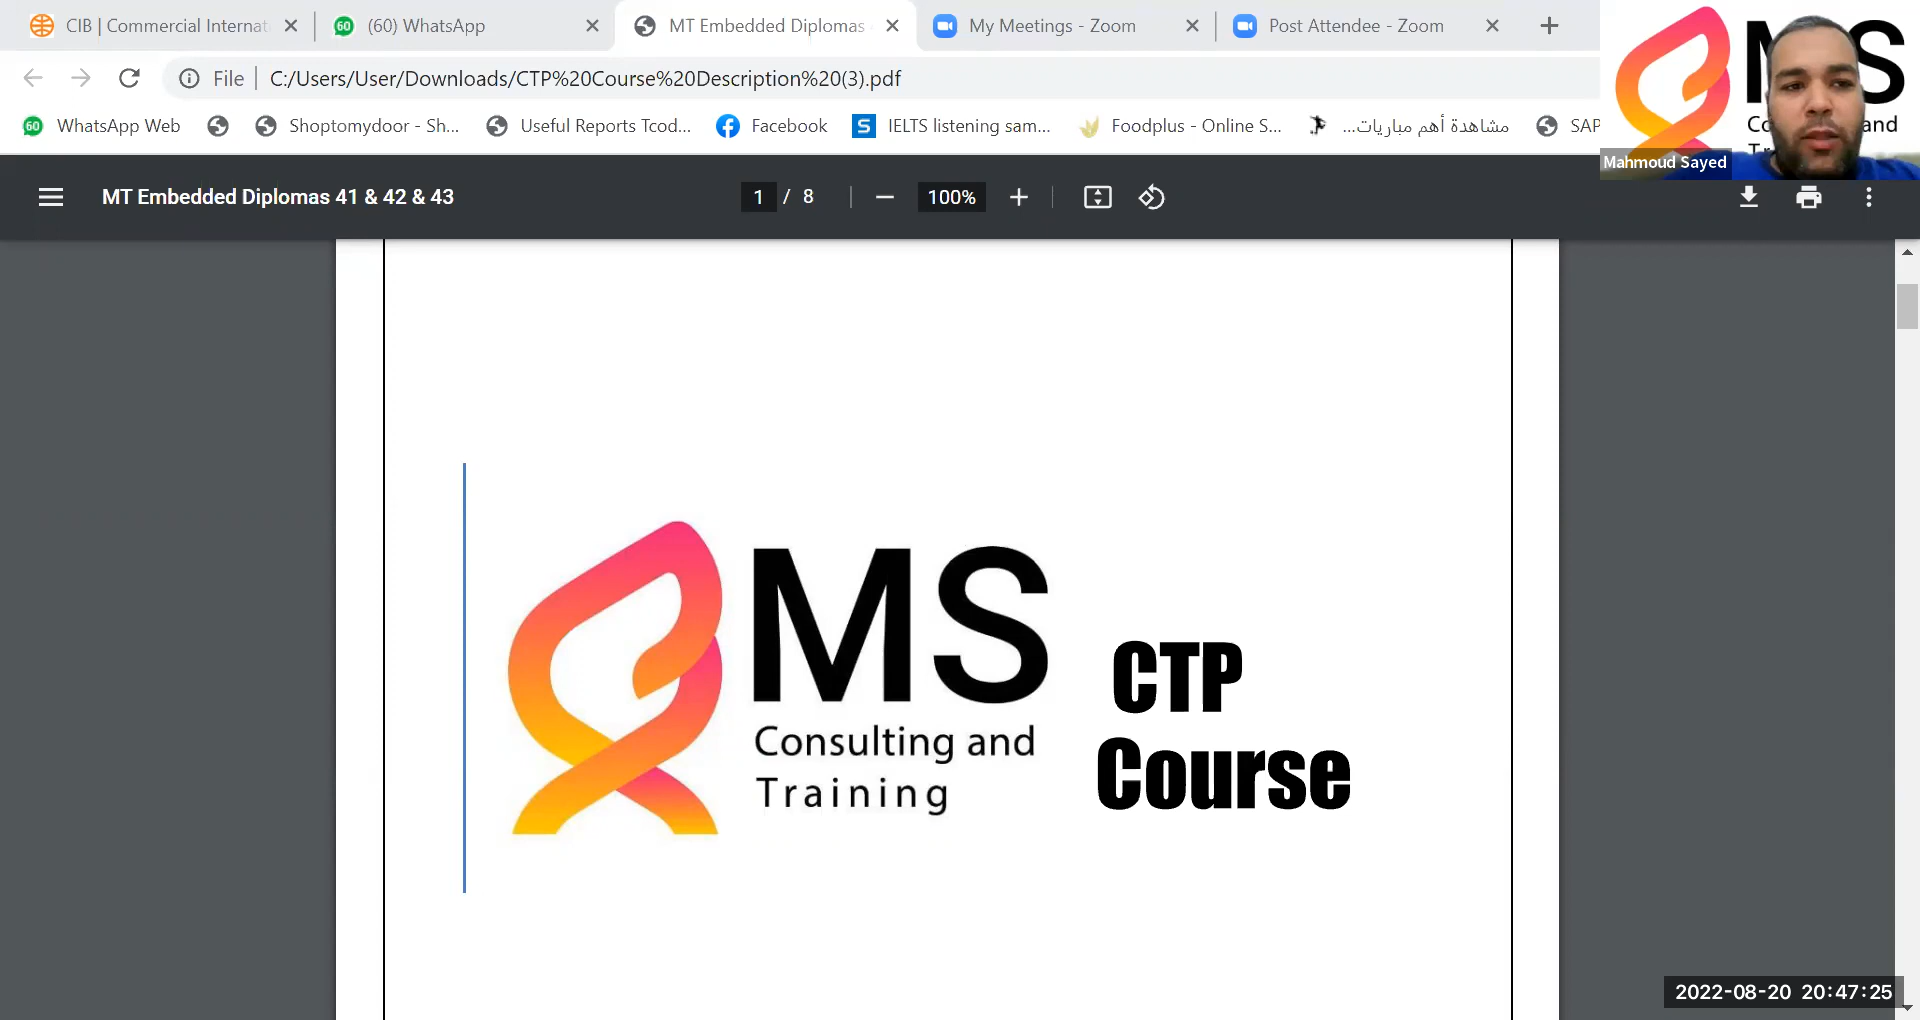 CIB | Commercial Internat
(60) WhatsApp
MT Embedded Diplomas
My Meetings - Zoom
Post Attendee - Zoom
File
C:/Users/User/Downloads/CTP%20Course%20Description%20(3).pdf
60 WhatsApp Web
Shoptomydoor - Sh...
Useful Reports Tcod...
Facebook
S IELTS listening sam...
Foodplus - Online S...
مشاهدة أهم مباريات...
SAP
MS
and
Mahmoud Sayed
MT Embedded Diplomas 41 & 42 & 43
1 / 8
100%
MS
Consulting and
Training
CTP
Course
2022-08-20 20:47:25